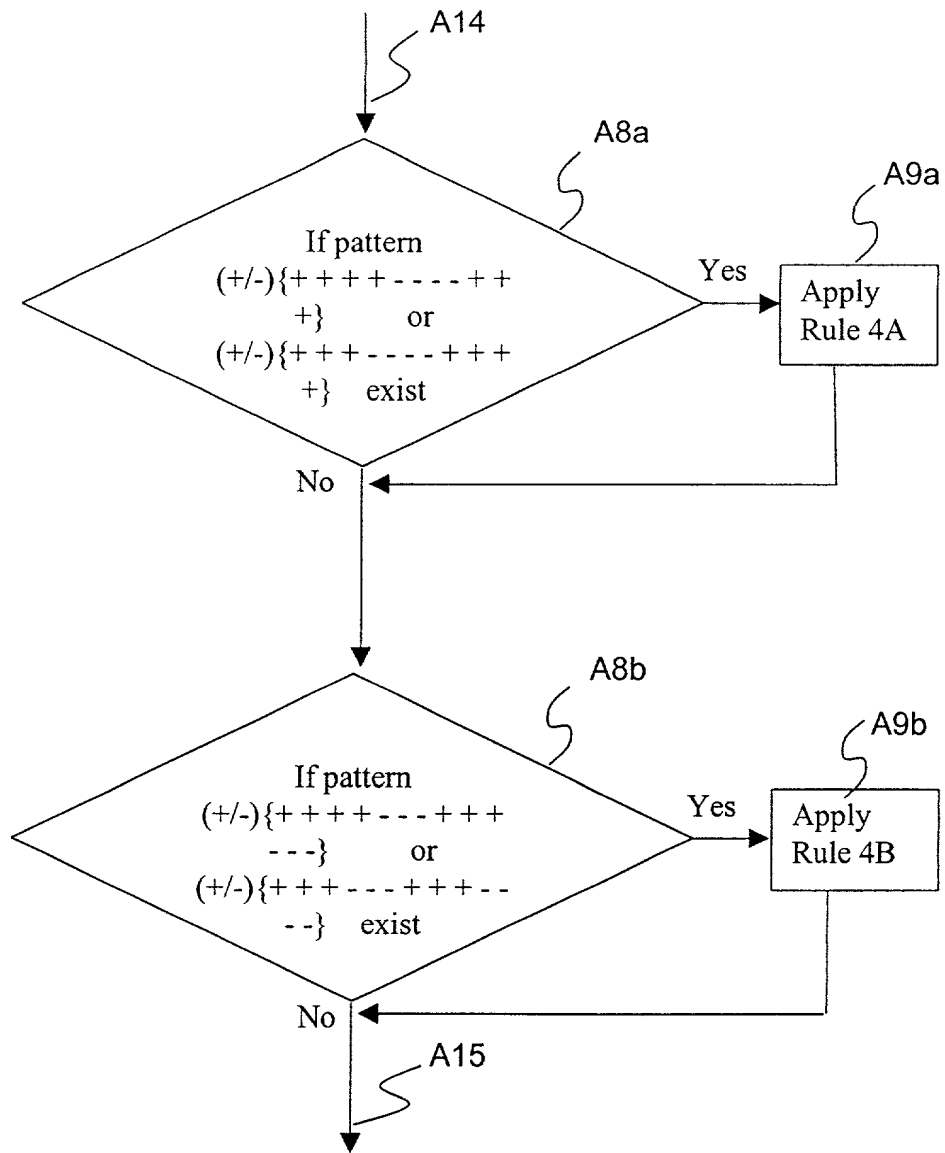 A14
A8a
A9a
If pattern
(+/-){+ + + + - - - - + +
+} or
(+/-){+ + + - - - - + + +
+} exist
Yes
Apply
Rule 4A
No
A8b
A9b
If pattern
(+/-){+ + + + - - - + + +
- - -} or
(+/-){+ + + - - - + + + - -
- -} exist
Yes
Apply
Rule 4B
No
A15